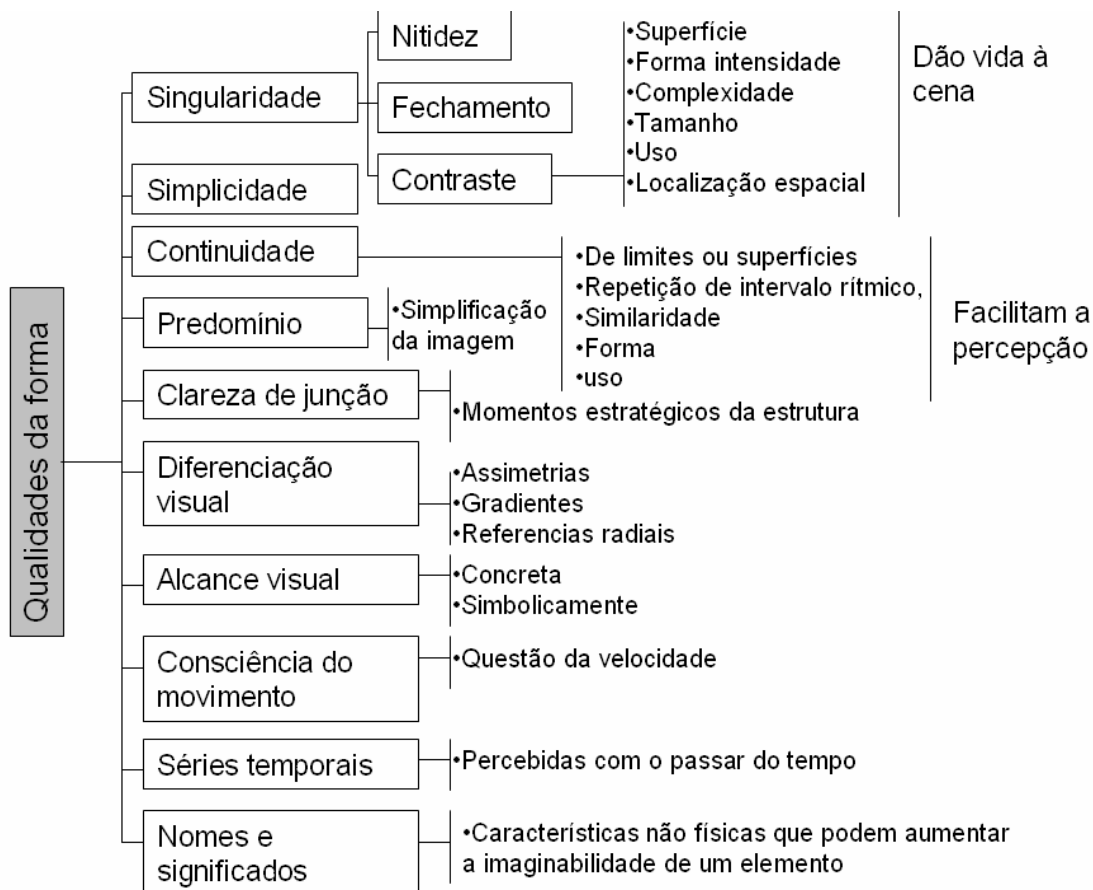 Qualidades da forma
Singularidade
Nitidez
Fechamento
Contraste
•Superfície
•Forma intensidade
•Complexidade
•Tamanho
•Uso
•Localização espacial
Dão vida à
cena
Simplicidade
Continuidade
•De limites ou superfícies
•Repetição de intervalo rítmico,
•Similaridade
•Forma
•uso
Facilitam a
percepção
Predomínio
•Simplificação
da imagem
Clareza de junção
•Momentos estratégicos da estrutura
Diferenciação
visual
•Assimetrias
•Gradientes
•Referencias radiais
Alcance visual
•Concreta
•Simbolicamente
Consciência do
movimento
•Questão da velocidade
Séries temporais
•Percebidas com o passar do tempo
Nomes e
significados
•Características não físicas que podem aumentar
a imaginabilidade de um elemento